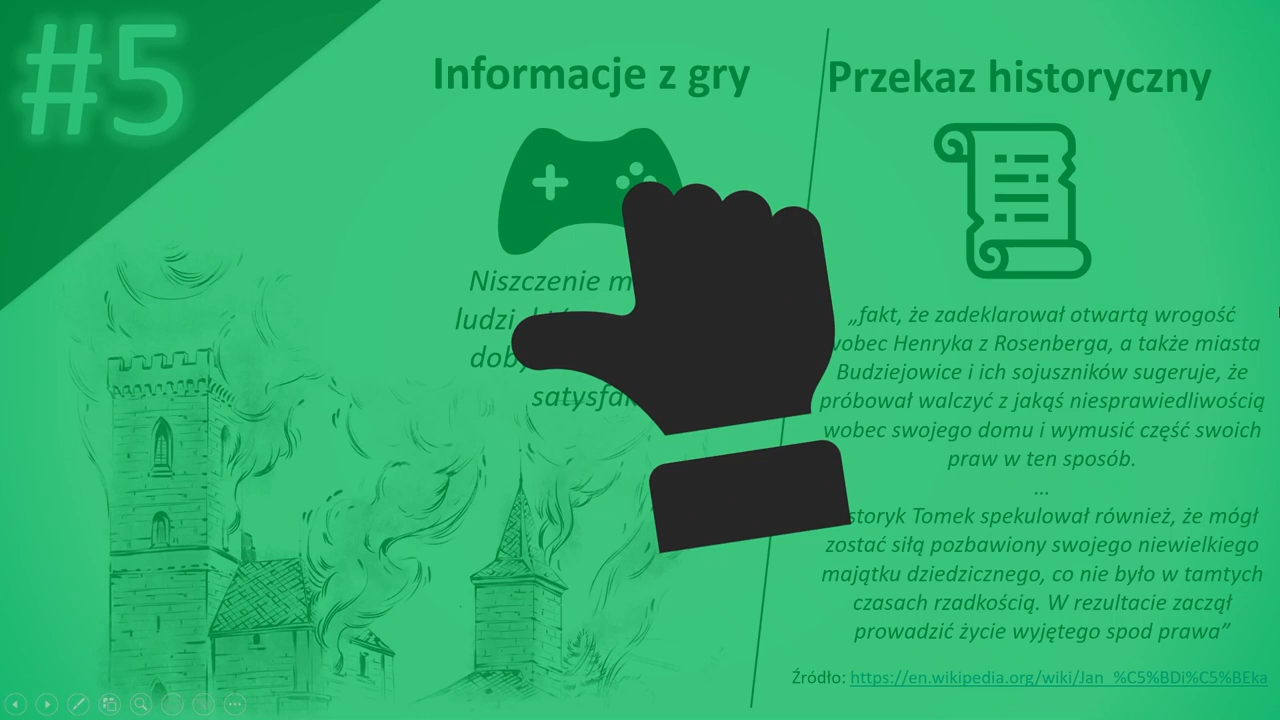 #5
Informacje z gry
Niszczenie
ludzi
satysfak
Przekaz historyczny
„fakt, że zadeklarował otwartą wrogość
wobec Henryka z Rosenberga, a także miasta
Budziejowice i ich sojuszników sugeruje, że
próbował walczyć z jakąś niesprawiedliwością
wobec swojego domu i wymusić część swoich
praw w ten sposób.
...
storyk Tomek spekulował również, że mógł
zostać siłą pozbawiony swojego niewielkiego
majątku dziedzicznego, co nie było w tamtych
czasach rzadkością. W rezultacie zaczął
prowadzić życie wyjętego spod prawa”
Źródło: https://en.wikipedia.org/wiki/Jan_%C5%BDi%C5%BEka